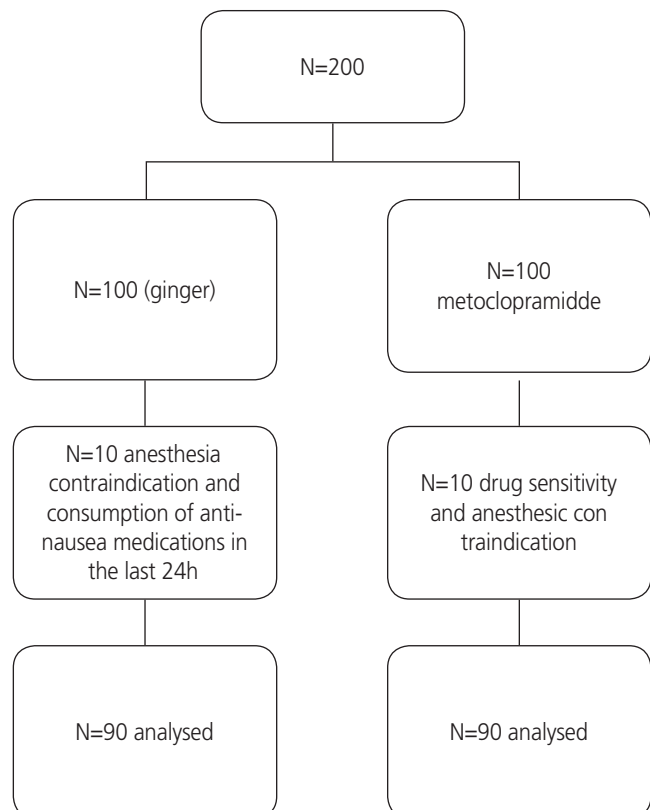 N=200
N=100 (ginger)
N=100
metoclopramidde
N=10 anesthesia
contraindication and
consumption of anti-
nausea medications in
the last 24h
N=10 drug sensitivity
and anesthesic con
traindication
N=90 analysed
N=90 analysed